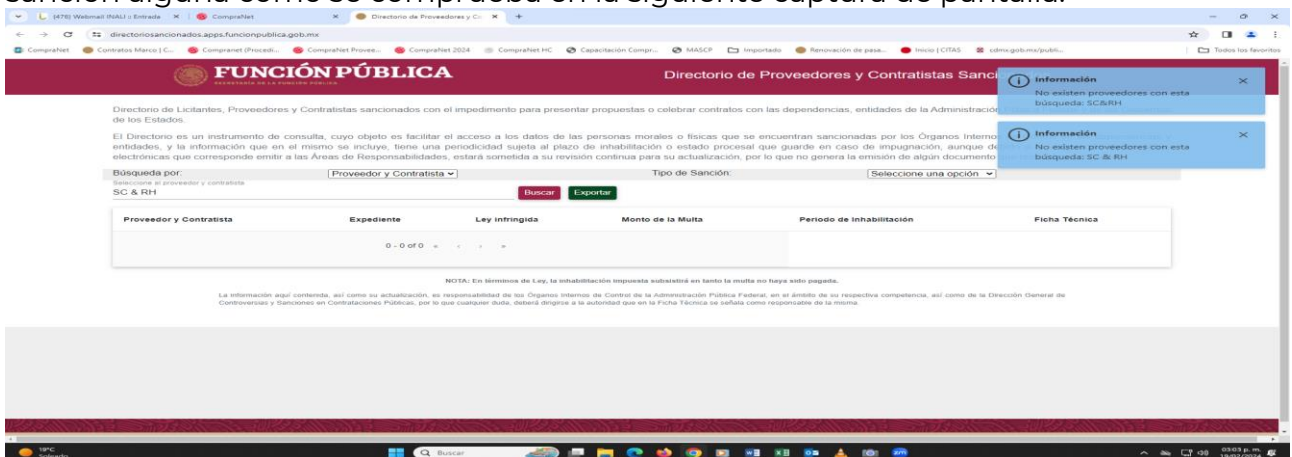 sanción alguna como se comprueba en la siguiente captura de pantalla:
(476) Webmail INALI :: Entrada
CompraNet
Directorio de Proveedores y Co
directoriosancionados.apps.funcionpublica.gob.mx
CompraNet
Contratos Marco | C...
Compranet (Procedi...
CompraNet Provee...
CompraNet 2024
CompraNet HC
Capacitación Compr...
MASCP
Importado
Renovación de pasa...
Inicio | CITAS
cdmx.gob.mx/publi...
Todos los favoritos
FUNCIÓN PÚBLICA
SECRETARÍA DE LA FUNCIÓN PÚBLICA
Directorio de Proveedores y Contratistas Sanci
Información
No existen proveedores con esta
búsqueda: SC&RH
Información
No existen proveedores con esta
búsqueda: SC & RH
Directorio de Licitantes, Proveedores y Contratistas sancionados con el impedimento para presentar propuestas o celebrar contratos con las dependencias, entidades de la Administración
de los Estados.
El Directorio es un instrumento de consulta, cuyo objeto es facilitar el acceso a los datos de las personas morales o físicas que se encuentran sancionadas por los Órganos Interno
entidades, y la información que en el mismo se incluye, tiene una periodicidad sujeta al plazo de inhabilitación o estado procesal que guarde en caso de impugnación, aunque de
electrónicas que corresponde emitir a las Áreas de Responsabilidades, estará sometida a su revisión continua para su actualización, por lo que no genera la emisión de algún documento
Búsqueda por:
Proveedor y Contratista
Tipo de Sanción:
Seleccione una opción
Seleccione al proveedor y contratista
SC & RH
Buscar
Exportar
Proveedor y Contratista
Expediente
Ley infringida
Monto de la Multa
Periodo de Inhabilitación
Ficha Técnica
0 - 0 of 0 « ‹ › »
NOTA: En términos de Ley, la inhabilitación impuesta subsistirá en tanto la multa no haya sido pagada.
La información aquí contenida, así como su actualización, es responsabilidad de los Órganos Internos de Control de la Administración Pública Federal, en el ámbito de su respectiva competencia, así como de la Dirección General de
Controversias y Sanciones en Contrataciones Públicas, por lo que cualquier duda, deberá dirigirse a la autoridad que en la Ficha Técnica se señala como responsable de la misma.
19°C
Soleado
Buscar
03:03 p. m.
19/02/2024